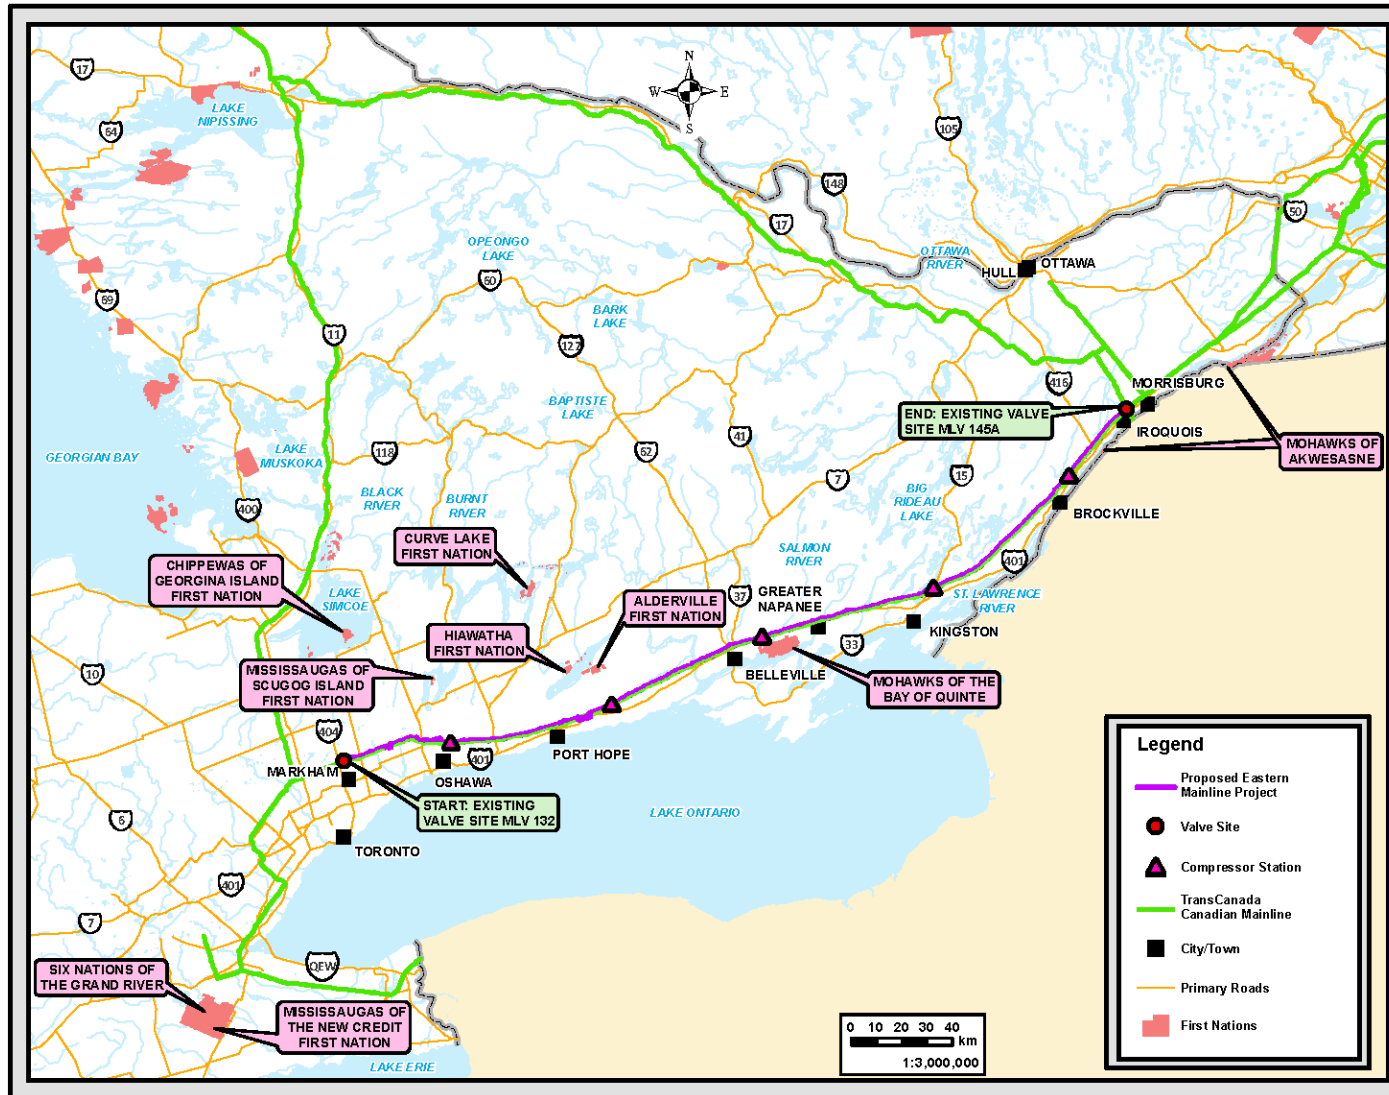 N
W
E
S
17
64
LAKE
NIPISSING
105
148
17
50
OPEONGO
LAKE
OTTAWA
RIVER
HULL
OTTAWA
60
69
BARK
LAKE
11
127
416
MORRISBURG
END: EXISTING VALVE
SITE MLV 145A
IROQUOIS
MOHAWKS OF
AKWESASNE
BAPTISTE
LAKE
41
62
118
LAKE
MUSKOKA
GEORGIAN BAY
7
15
BIG
RIDEAU
LAKE
BLACK
RIVER
BURNT
RIVER
400
BROCKVILLE
CURVE LAKE
FIRST NATION
SALMON
RIVER
401
CHIPPEWAS OF
GEORGINA ISLAND
FIRST NATION
LAKE
SIMCOE
ALDERVILLE
FIRST NATION
37
GREATER
NAPANEE
ST. LAWRENCE
RIVER
KINGSTON
HIAWATHA
FIRST NATION
33
10
MISSISSAUGAS OF
SCUGOG ISLAND
FIRST NATION
BELLEVILLE
MOHAWKS OF THE
BAY OF QUINTE
404
MARKHAM
OSHAWA
401
PORT HOPE
START: EXISTING
VALVE SITE MLV 132
LAKE ONTARIO
6
TORONTO
401
7
QEW
SIX NATIONS OF
THE GRAND RIVER
MISSISSAUGAS OF
THE NEW CREDIT
FIRST NATION
LAKE ERIE
0 10 20 30 40
km
1:3,000,000
Legend
Proposed Eastern
Mainline Project
Valve Site
Compressor Station
TransCanada
Canadian Mainline
City/Town
Primary Roads
First Nations